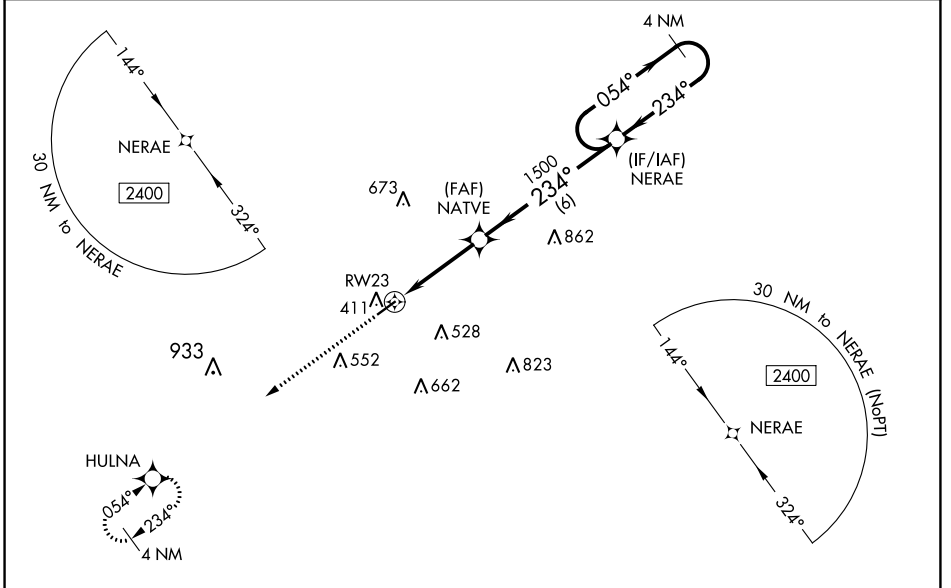 4 NM
144°
054°
234°
NERAE
2400
324°
30 NM to NERAE
(IF/IAF)
NERAE
1500
234°
(6)
673
(FAF)
NATVE
862
RW23
411
528
552
933
823
662
30 NM to NERAE (NoPT)
144°
2400
NERAE
324°
HULNA
054°
234°
4 NM